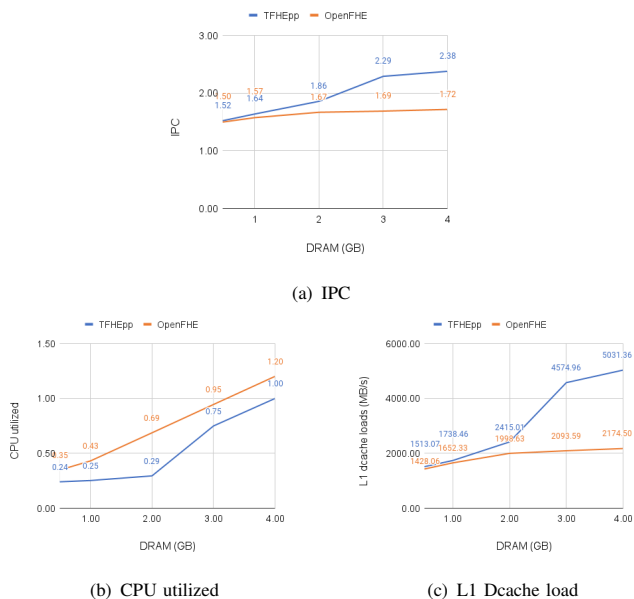 TFHEpp OpenFHE
3.00
2.38
2.29
2.00
1.86
1.50 1.57
1.52 1.64 1.67 1.69 1.72
1.00
0.00
IPC
1 2 3 4
DRAM (GB)
(a) IPC
TFHEpp OpenFHE
1.50
1.20
1.00 1.00
0.95
0.75
0.69
0.50
0.43
0.35
0.24 0.25 0.29
0.00
CPU utilized
1.00 2.00 3.00 4.00
DRAM (GB)
(b) CPU utilized
TFHEpp OpenFHE
6000.00
5031.36
4574.96
4000.00
2415.01
2000.00
1513.07 1738.46
1428.06 1652.33 1998.63 2093.59 2174.50
0.00
L1 dcache loads (MB/s)
1.00 2.00 3.00 4.00
DRAM (GB)
(c) L1 Dcache load